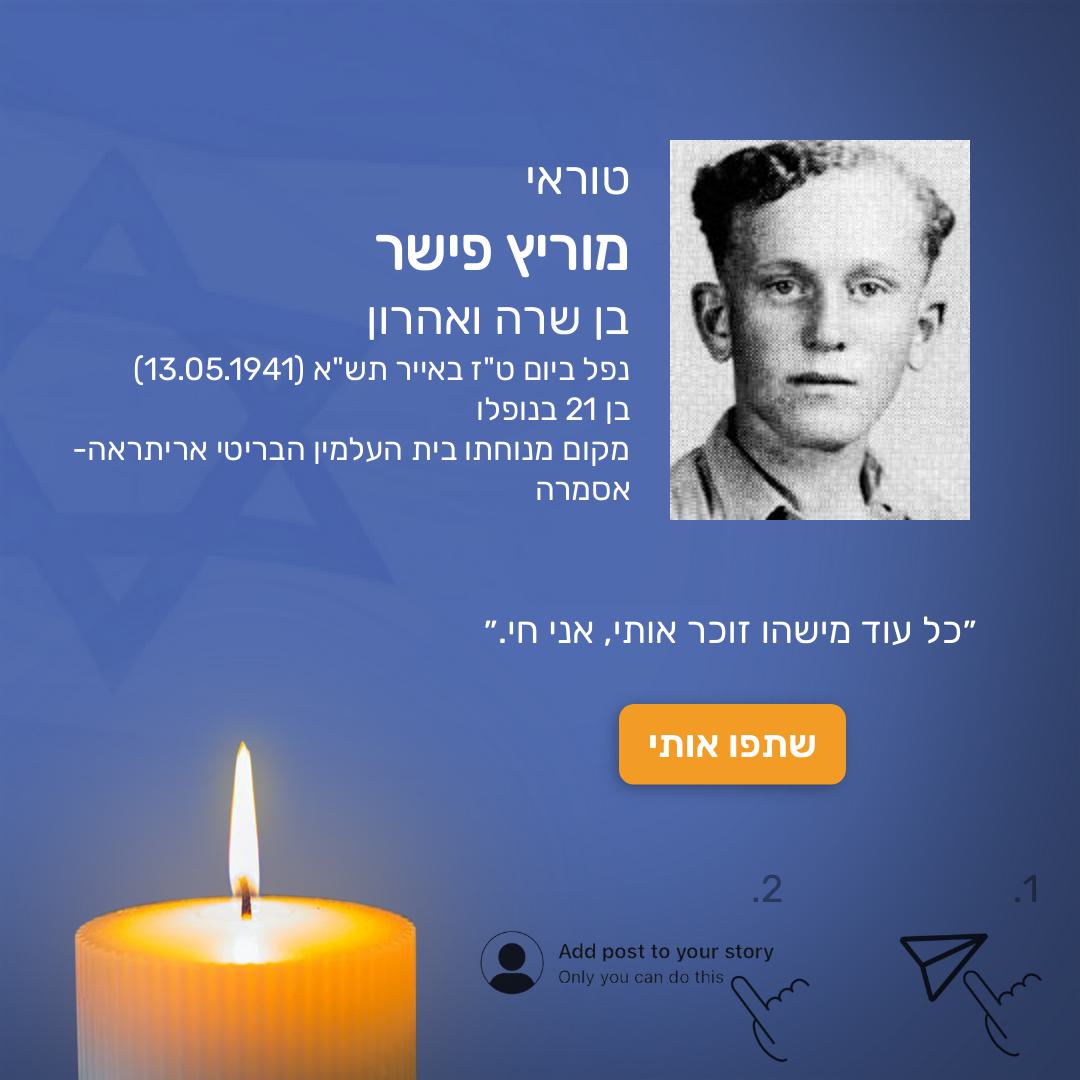 טוראי
מוריץ פישר
בן שרה ואהרון
נפל ביום ט"ז באייר תש"א (13.05.1941)
בן 21 בנופלו
מקום מנוחתו בית העלמין הבריטי אריתראה-
אסמרה
״כל עוד מישהו זוכר אותי, אני חי.״
שתפו אותי
.1
.2
Add post to your story
Only you can do this